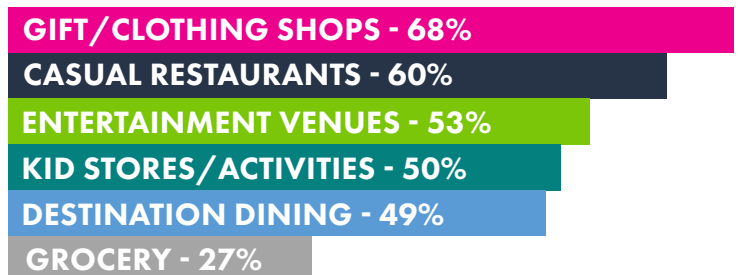 GIFT/CLOTHING SHOPS - 68%
CASUAL RESTAURANTS - 60%
ENTERTAINMENT VENUES - 53%
KID STORES/ACTIVITIES - 50%
DESTINATION DINING - 49%
GROCERY - 27%